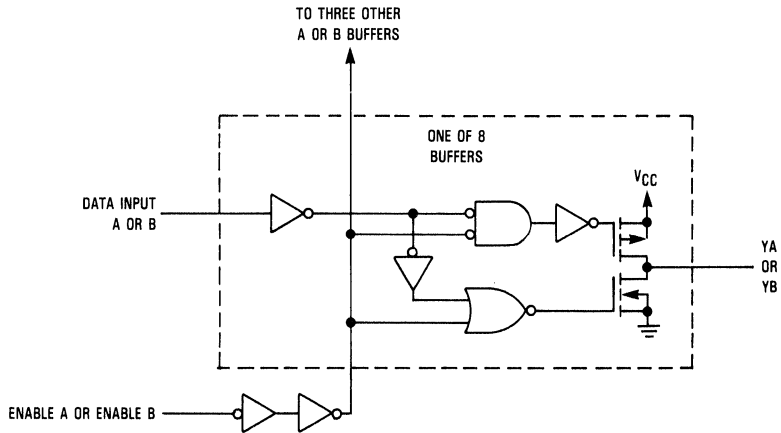 TO THREE OTHER
A OR B BUFFERS
ONE OF 8
BUFFERS
VCC
DATA INPUT
A OR B
YA
OR
YB
ENABLE A OR ENABLE B